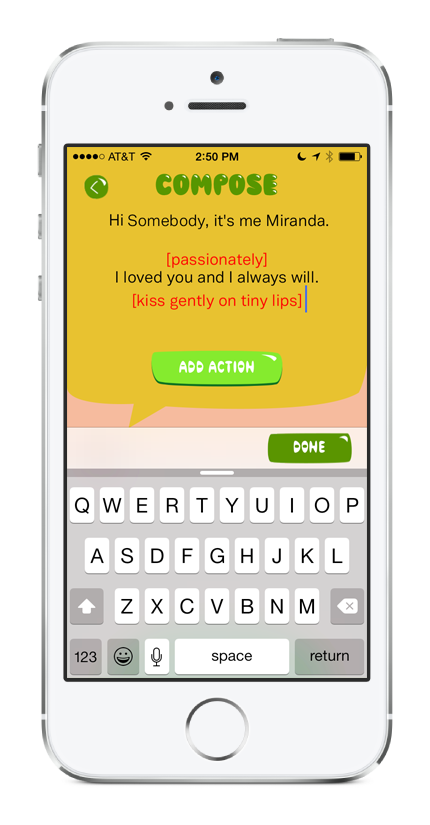 AT&T 2:50 PM
COMPOSE
Hi Somebody, it's me Miranda.
[passionately]
I loved you and I always will.
[kiss gently on tiny lips]
ADD ACTION
DONE
Q W E R T Y U I O P
A S D F G H J K L
Z X C V B N M
123 space return